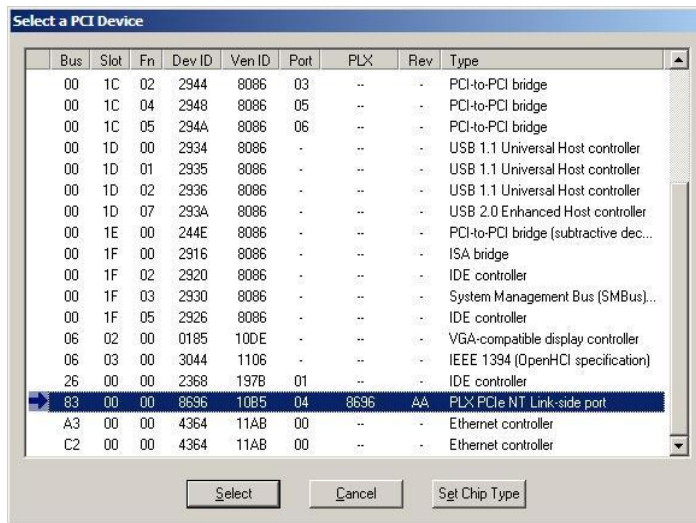 Select a PCI Device
Bus Slot Fn Dev ID Ven ID Port PLX Rev Type
00 1C 02 2944 8086 03 -- - PCI-to-PCI bridge
00 1C 04 2948 8086 05 -- - PCI-to-PCI bridge
00 1C 05 294A 8086 06 -- - PCI-to-PCI bridge
00 1D 00 2934 8086 - -- - USB 1.1 Universal Host controller
00 1D 01 2935 8086 - -- - USB 1.1 Universal Host controller
00 1D 02 2936 8086 - -- - USB 1.1 Universal Host controller
00 1D 07 293A 8086 - -- - USB 2.0 Enhanced Host controller
00 1E 00 244E 8086 - -- - PCI-to-PCI bridge (subtractive dec...
00 1F 00 2916 8086 - -- - ISA bridge
00 1F 02 2920 8086 - -- - IDE controller
00 1F 03 2930 8086 - -- - System Management Bus (SMBus)...
00 1F 05 2926 8086 - -- - IDE controller
06 02 00 0185 10DE - -- - VGA-compatible display controller
06 03 00 3044 1106 - -- - IEEE 1394 (OpenHCI specification)
26 00 00 2368 197B 01 -- - IDE controller
83 00 00 8696 10B5 04 8696 AA PLX PCIe NT Link-side port
A3 00 00 4364 11AB 00 -- - Ethernet controller
C2 00 00 4364 11AB 00 -- - Ethernet controller
Select Cancel Set Chip Type